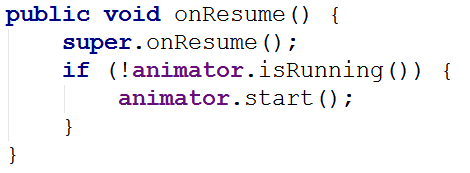 public void onResume() {
    super.onResume();
    if (!animator.isRunning()) {
        animator.start();
    }
}